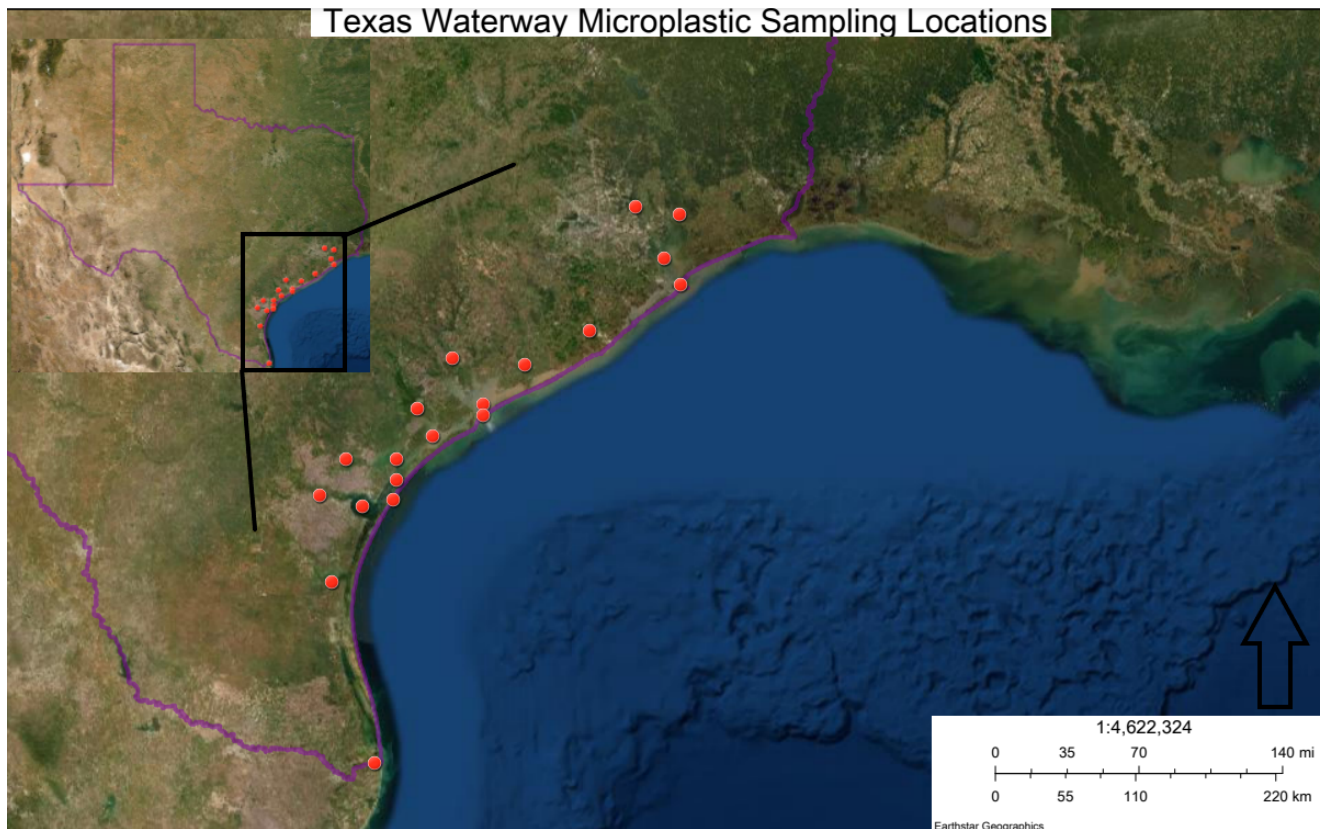 Texas Waterway Microplastic Sampling Locations
1:4,622,324
0 35 70 140 mi
0 55 110 220 km
Earthstar Geographics